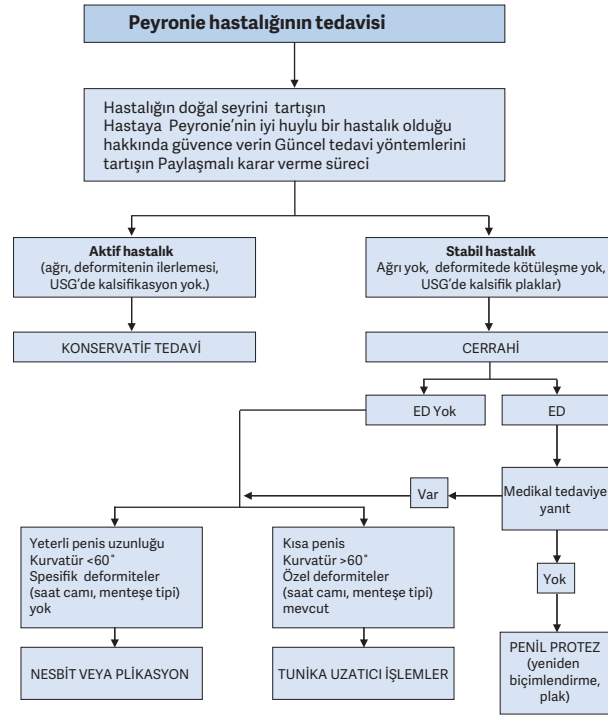 Peyronie hastalığının tedavisi
Hastalığın doğal seyrini tartışın
Hastaya Peyronie'nin iyi huylu bir hastalık olduğu
hakkında güvence verin Güncel tedavi yöntemlerini
tartışın Paylaşmalı karar verme süreci
Aktif hastalık
(ağrı, deformitenin ilerlemesi,
USG'de kalsifikasyon yok.)
Stabil hastalık
Ağrı yok, deformitede kötüleşme yok,
USG'de kalsifik plaklar)
KONSERVATİF TEDAVİ
CERRAHİ
ED Yok
ED
Var
Medikal tedaviye
yanıt
Yeterli penis uzunluğu
Kurvatür <60°
Spesifik deformiteler
(saat camı, menteşe tipi)
yok
Kısa penis
Kurvatür >60°
Özel deformiteler
(saat camı, menteşe tipi)
mevcut
Yok
NESBİT VEYA PLİKASYON
TUNİKA UZATICI İŞLEMLER
PENİL PROTEZ
(yeniden
biçimlendirme,
plak)